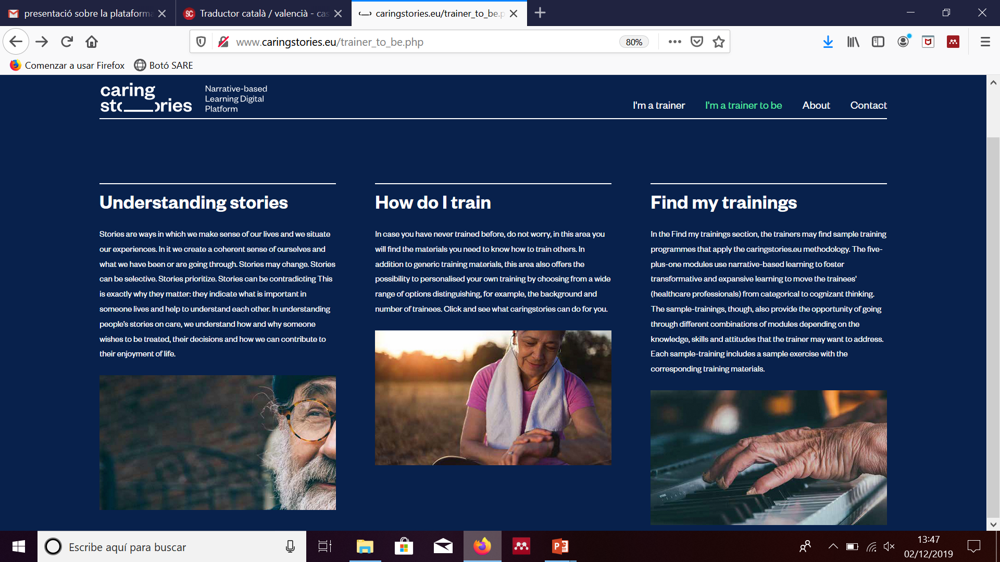 presentació sobre la plataforma
Traductor català / valencià - cas
caringstories.eu/trainer_to_be.p
www.caringstories.eu/trainer_to_be.php
80%
Comenzar a usar Firefox
Botó SARE
caring
stories
Narrative-based
Learning Digital
Platform
I'm a trainer
I'm a trainer to be
About
Contact
Understanding stories
Stories are ways in which we make sense of our lives and we situate
our experiences. In it we create a coherent sense of ourselves and
what we have been or are going through. Stories may change. Stories
can be selective. Stories prioritize. Stories can be contradicting This
is exactly why they matter: they indicate what is important in
someone lives and help to understand each other. In understanding
people's stories on care, we understand how and why someone
wishes to be treated, their decisions and how we can contribute to
their enjoyment of life.
How do I train
In case you have never trained before, do not worry, in this area you
will find the materials you need to know how to train others. In
addition to generic training materials, this area also offers the
possibility to personalised your own training by choosing from a wide
range of options distinguishing, for example, the background and
number of trainees. Click and see what caringstories can do for you.
Find my trainings
In the Find my trainings section, the trainers may find sample training
programmes that apply the caringstories.eu methodology. The five-
plus-one modules use narrative-based learning to foster
transformative and expansive learning to move the trainees'
(healthcare professionals) from categorical to cognizant thinking.
The sample-trainings, though, also provide the opportunity of going
through different combinations of modules depending on the
knowledge, skills and attitudes that the trainer may want to address.
Each sample-training includes a sample exercise with the
corresponding training materials.
Escribe aquí para buscar
13:47
02/12/2019